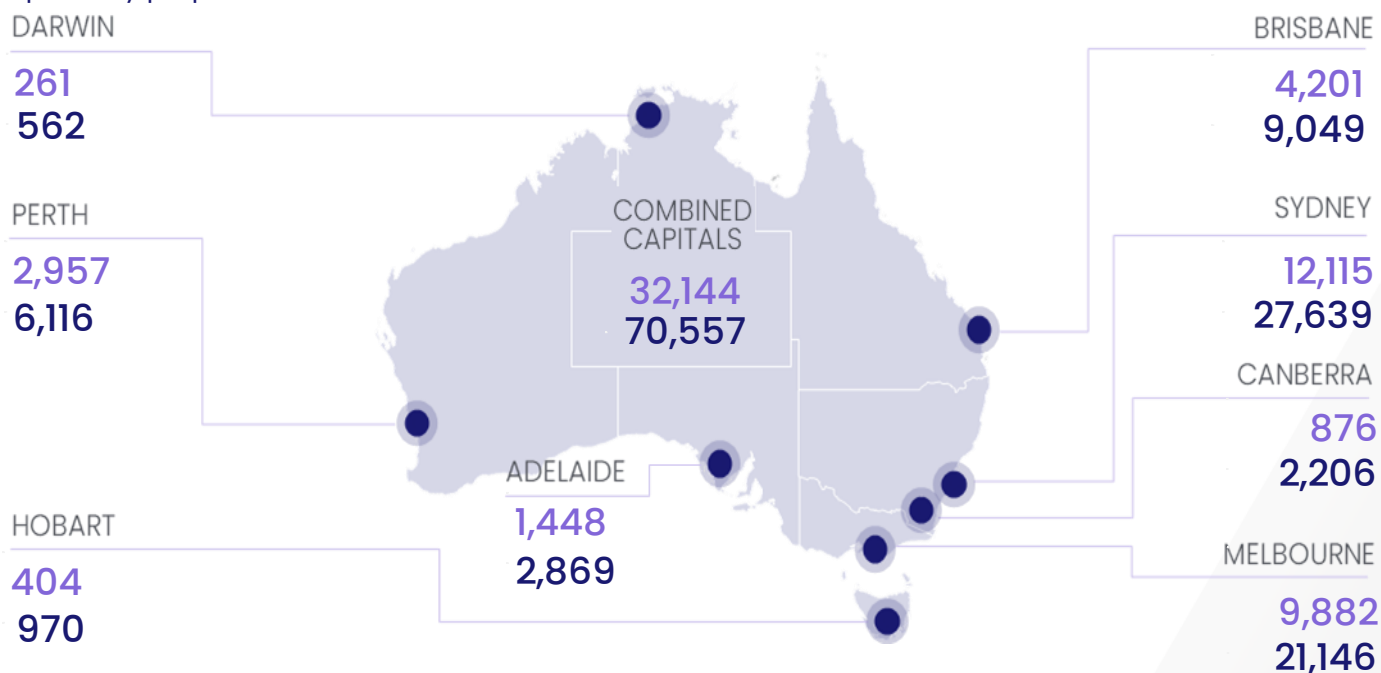 DARWIN
261
562
PERTH
2,957
6,116
HOBART
404
970
COMBINED
CAPITALS
32,144
70,557
ADELAIDE
1,448
2,869
BRISBANE
4,201
9,049
SYDNEY
12,115
27,639
CANBERRA
876
2,206
MELBOURNE
9,882
21,146